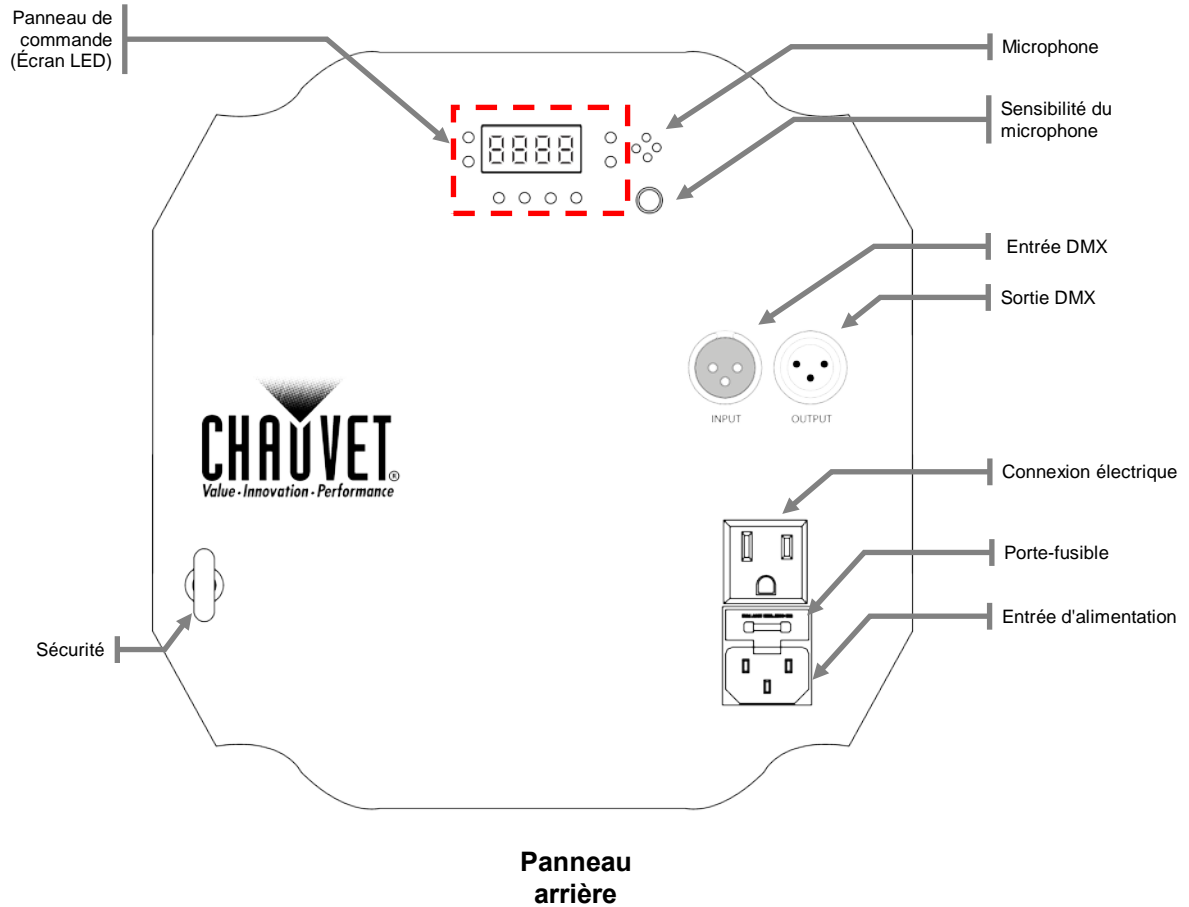 Panneau de
commande
(Écran LED)
Microphone
Sensibilité du
microphone
Entrée DMX
Sortie DMX
INPUT
OUTPUT
CHAUVET®
Value · Innovation · Performance
Connexion électrique
Porte-fusible
Entrée d'alimentation
Sécurité
Panneau
arrière